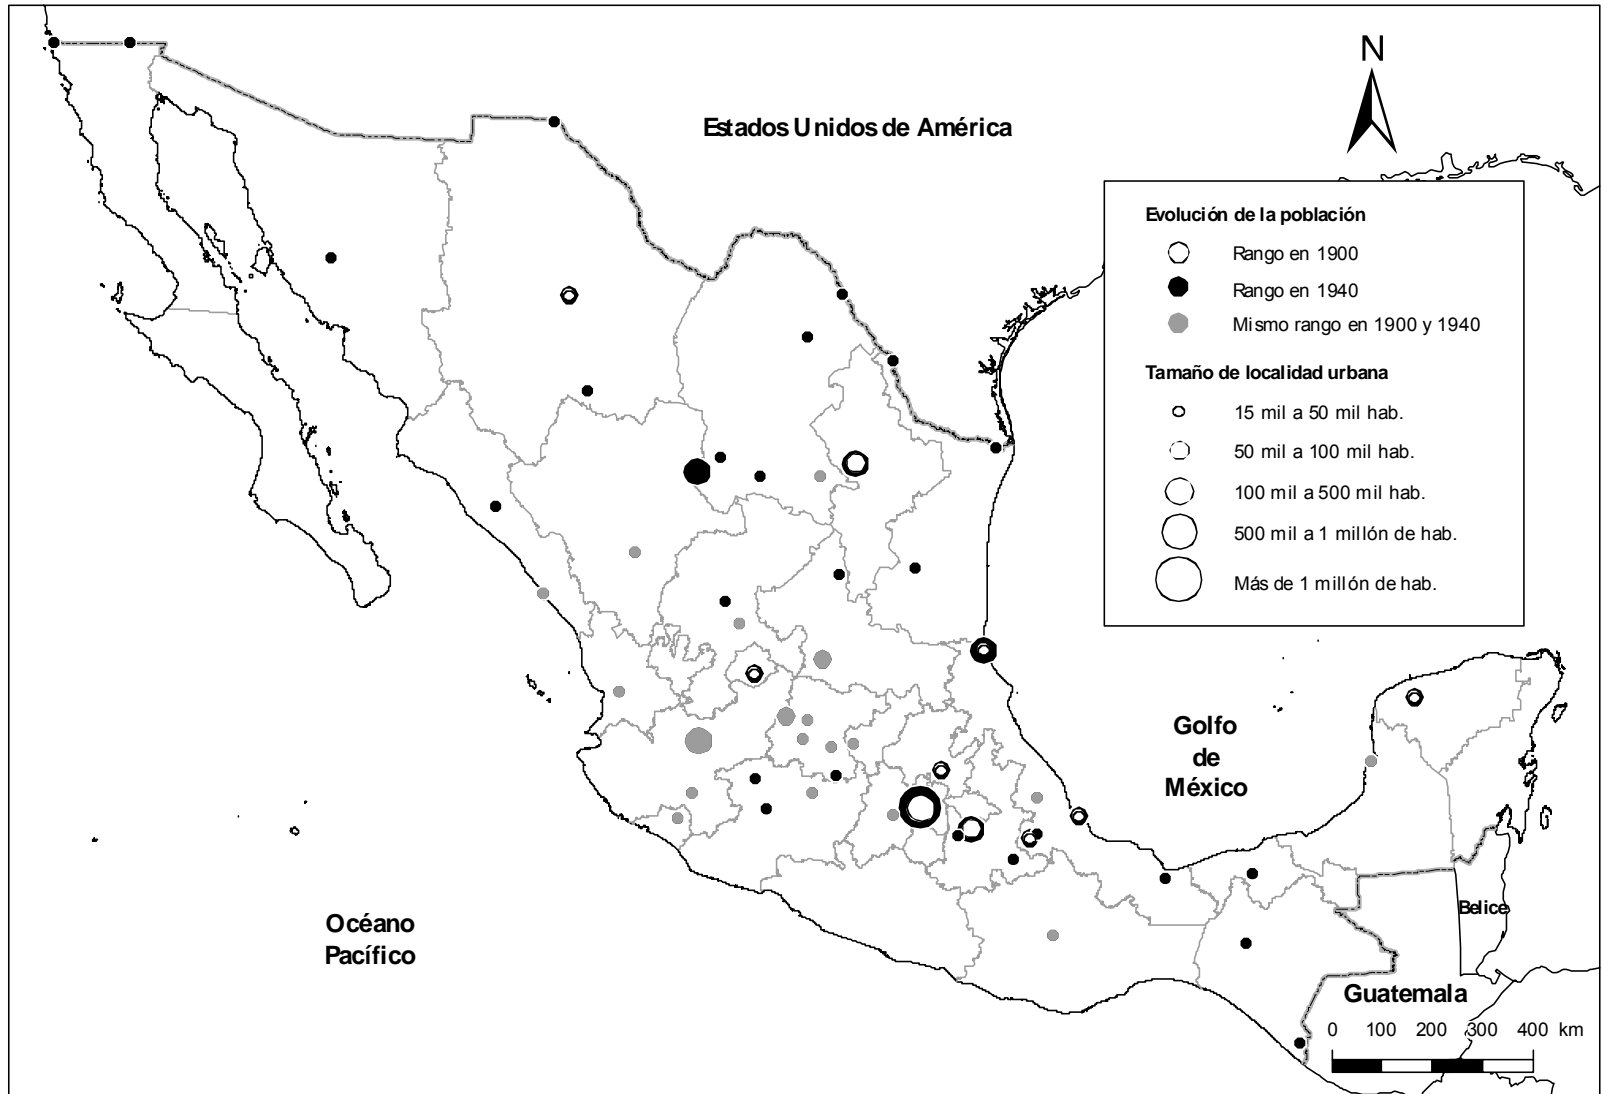 N
Estados Unidos de América
Evolución de la población
Rango en 1900
Rango en 1940
Mismo rango en 1900 y 1940
Tamaño de localidad urbana
15 mil a 50 mil hab.
50 mil a 100 mil hab.
100 mil a 500 mil hab.
500 mil a 1 millón de hab.
Más de 1 millón de hab.
Golfo
de
México
Océano
Pacífico
Belice
Guatemala
0 100 200 300 400 km